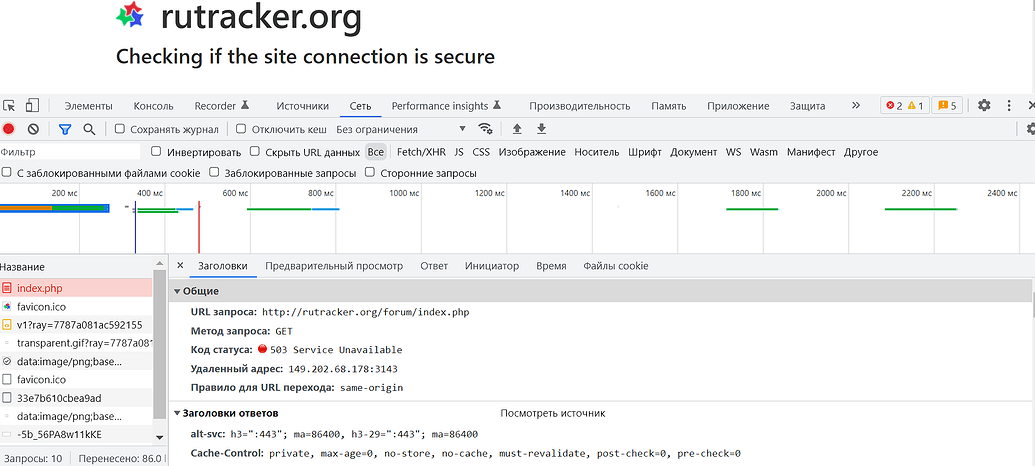 rutracker.org
Checking if the site connection is secure
Элементы Консоль Recorder Источники Сеть Performance insights Производительность Память Приложение Защита » 2 1 5
Сохранять журнал Отключить кеш Без ограничения
Фильтр Инвертировать Скрыть URL данных Все Fetch/XHR JS CSS Изображение Носитель Шрифт Документ WS Wasm Манифест Другое
С заблокированными файлами cookie Заблокированные запросы Сторонние запросы
200 мс 400 мс 600 мс 800 мс 1000 мс 1200 мс 1400 мс 1600 мс 1800 мс 2000 мс 2200 мс 2400 мс
Название Заголовки Предварительный просмотр Ответ Инициатор Время Файлы cookie
index.php
favicon.ico
v1?ray=7787a081ac592155
transparent.gif?ray=7787a081
data:image/png;base...
favicon.ico
33e7b610cbea9ad
data:image/png;base...
-5b_56PA8w11kKE
Запросы: 10 Перенесено: 86.0
Общие
URL запроса: http://rutracker.org/forum/index.php
Метод запроса: GET
Код статуса: 503 Service Unavailable
Удаленный адрес: 149.202.68.178:3143
Правило для URL перехода: same-origin
Заголовки ответов Посмотреть источник
alt-svc: h3=":443"; ma=86400, h3-29=":443"; ma=86400
Cache-Control: private, max-age=0, no-store, no-cache, must-revalidate, post-check=0, pre-check=0